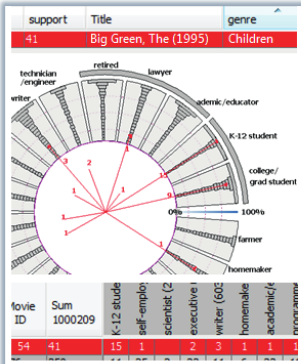 support Title genre
41 Big Green, The (1995) Children
retired
technician
/engineer
lawyer
writer
ademic/educator
K-12 student
college/
grad student
3
2
1
15
9
1
1
1
1
1
0% 100%
farmer
homemaker
Movie
ID
Sum
1000209
K-12 stude
self-employ
scientist (2
executive
writer (603
homemake
academic/e
programm
54 41 15 1 2 3 1 1 1